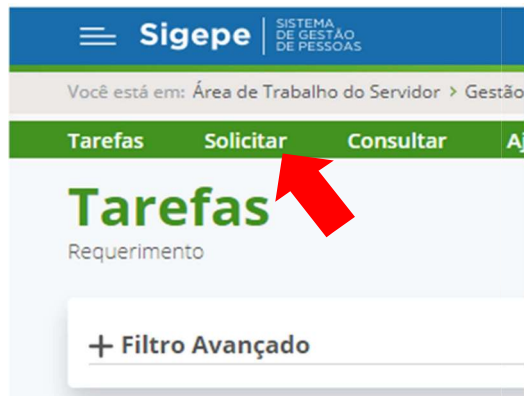 Sigepe SISTEMA
DE GESTÃO
DE PESSOAS
Você está em: Área de Trabalho do Servidor > Gestão
Tarefas Solicitar Consultar Aj
Tarefas
Requerimento
+ Filtro Avançado